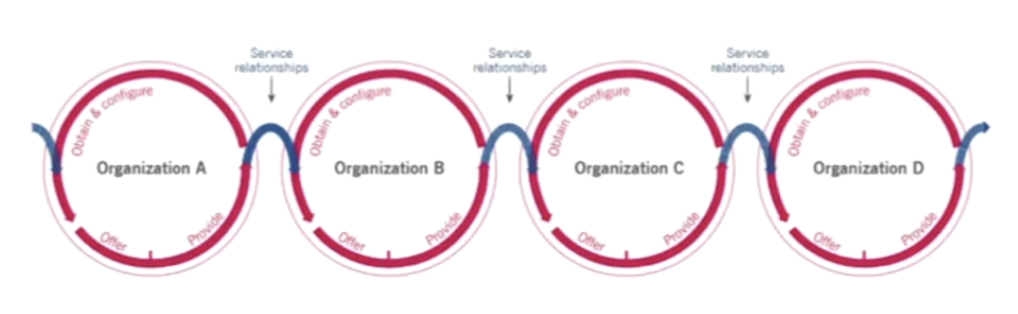 Service
relationships
Service
relationships
Service
relationships
Obtain & configure
Obtain & configure
Obtain & configure
Obtain & configure
Organization A
Organization B
Organization C
Organization D
Offer
Provide
Offer
Provide
Offer
Provide
Offer
Provide